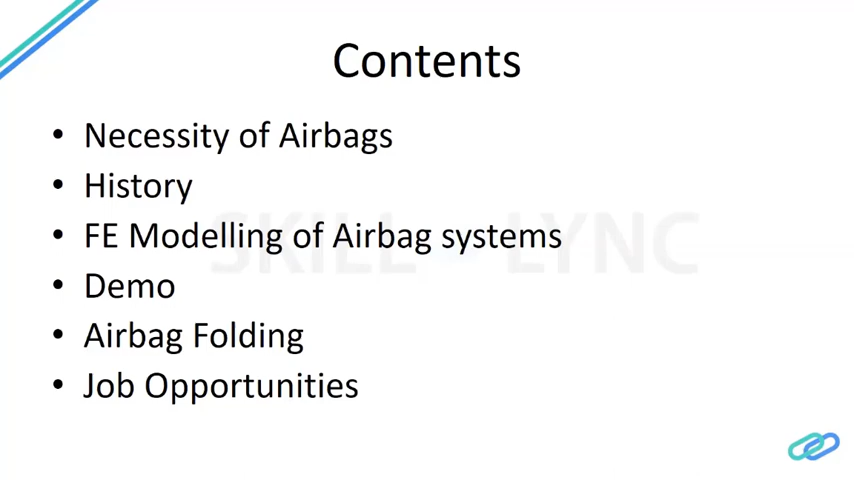 Contents
• Necessity of Airbags
• History
• FE Modelling of Airbag systems
SKILL - LYNC
• Demo
• Airbag Folding
• Job Opportunities